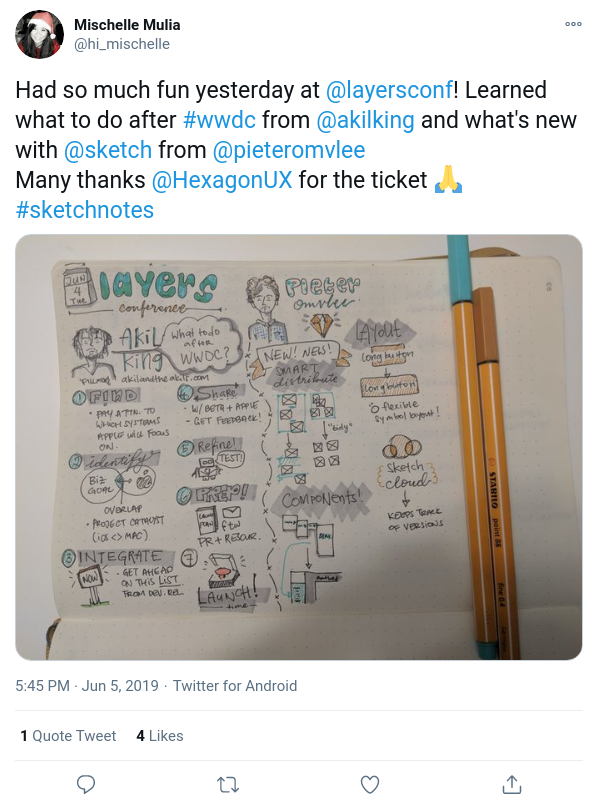 Mischelle Mulia
@hi_mischelle
Had so much fun yesterday at @layersconf! Learned
what to do after #wwdc from @akilking and what's new
with @sketch from @pieteromvlee
Many thanks @HexagonUX for the ticket 🙏
#sketchnotes
JUN
4
TUE
layers
conference
Akil
King
What to do
after
WWDC?
akilandtheakils.com
① FIND
• PAY ATTN. TO
WHICH SYSTEMS
APPLE WILL FOCUS
ON.
② identify
BIZ
GOAL
OVERLAP
• PROJECT CATALYST
(iOS <> MAC)
③ INTEGRATE
NOW
- GET AHEAD
ON THIS LIST
FROM DEV. REL.
④ Share
- W/ BETA + APPLE
- GET FEEDBACK!
⑤ Refine!
TEST!
⑥ PREP!
ftw
PR + RESOUR.
⑦
LAUNCH!
time
PIETER
omvlee
NEW! NEWS!
SMART
distribute
"tidy"
COMPONENTS!
LAYOUT
long button
long button
flexible
symbol layout!
Sketch
cloud
KEEPS TRACK
OF VERSIONS
STABILO
point 88
fine 0.4
5:45 PM · Jun 5, 2019 · Twitter for Android
1 Quote Tweet 4 Likes